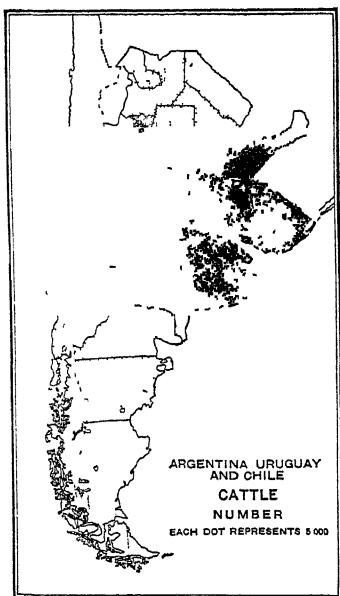 ARGENTINA URUGUAY
AND CHILE
CATTLE
NUMBER
EACH DOT REPRESENTS 5 000